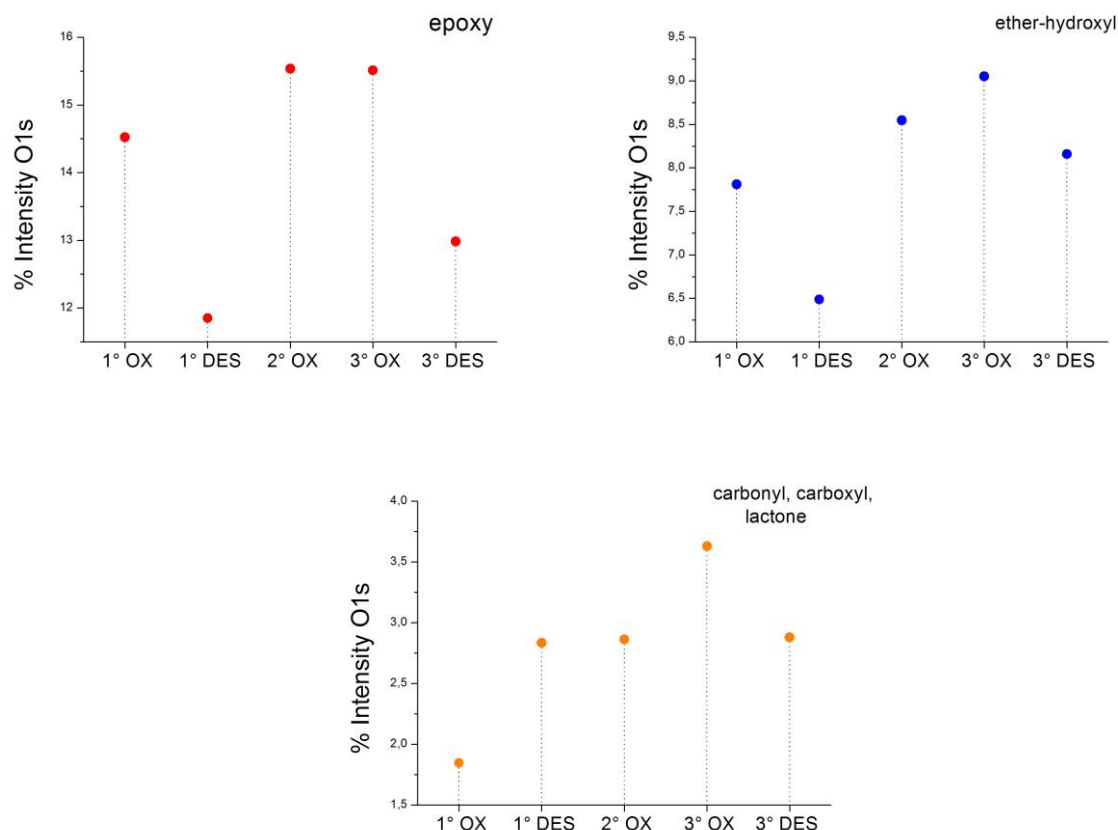 epoxy
% Intensity O1s
16
15
14
13
12
1° OX 1° DES 2° OX 3° OX 3° DES
ether-hydroxyl
% Intensity O1s
9,5
9,0
8,5
8,0
7,5
7,0
6,5
6,0
1° OX 1° DES 2° OX 3° OX 3° DES
carbonyl, carboxyl,
lactone
% Intensity O1s
4,0
3,5
3,0
2,5
2,0
1,5
1° OX 1° DES 2° OX 3° OX 3° DES